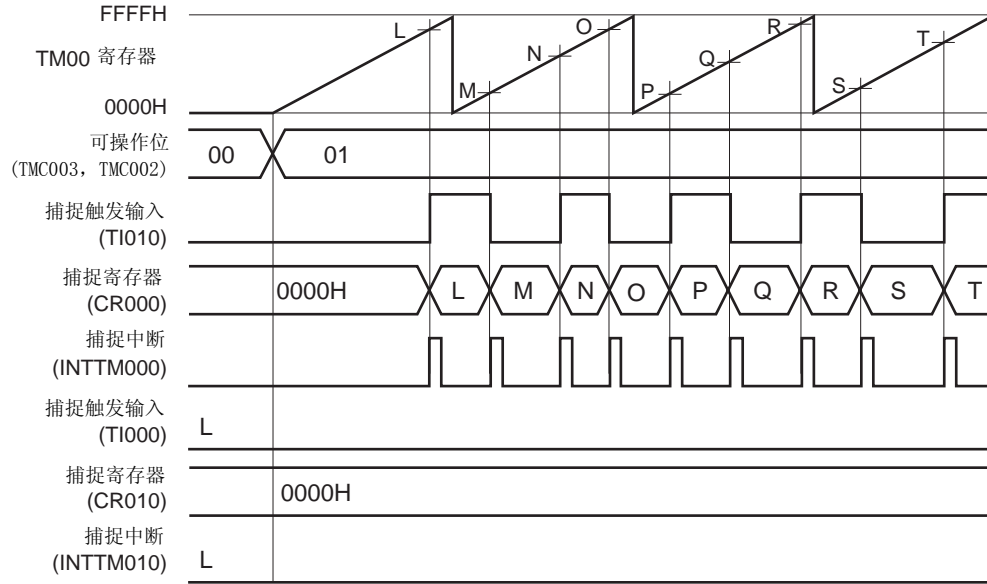 FFFFH
L
O
R
T
TM00 寄存器
N
Q
M
P
S
0000H
可操作位
(TMC003，TMC002)
00
01
捕捉触发输入
(TI010)
捕捉寄存器
(CR000)
0000H
L
M
N
O
P
Q
R
S
T
捕捉中断
(INTTM000)
捕捉触发输入
(TI000)
L
捕捉寄存器
(CR010)
0000H
捕捉中断
(INTTM010)
L